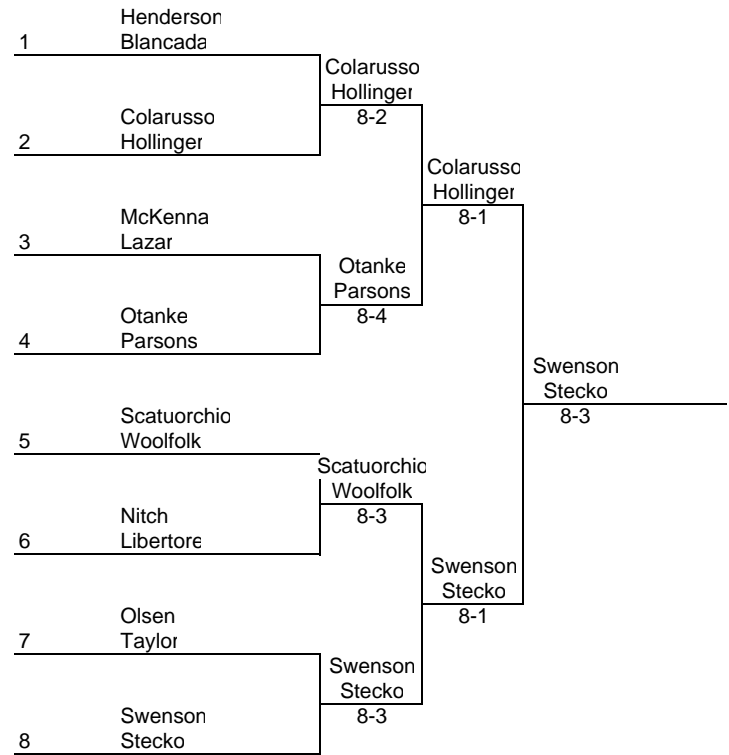 Henderson
1 Blancada
Colarusso
Hollinger
8-2
Colarusso
2 Hollinger
Colarusso
Hollinger
8-1
McKenna
3 Lazar
Otanke
Parsons
8-4
Otanke
4 Parsons
Swenson
Stecko
8-3
Scatuorchio
5 Woolfolk
Scatuorchio
Woolfolk
8-3
Nitch
6 Libertore
Swenson
Stecko
8-1
Olsen
7 Taylor
Swenson
Stecko
8-3
Swenson
8 Stecko